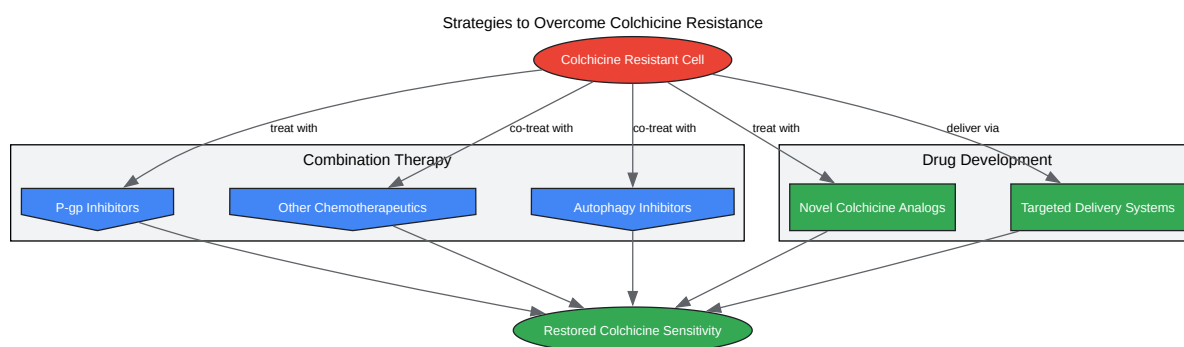 Strategies to Overcome Colchicine Resistance
Colchicine Resistant Cell
treat with
co-treat with
co-treat with
treat with
deliver via
Combination Therapy
Drug Development
P-gp Inhibitors
Other Chemotherapeutics
Autophagy Inhibitors
Novel Colchicine Analogs
Targeted Delivery Systems
Restored Colchicine Sensitivity